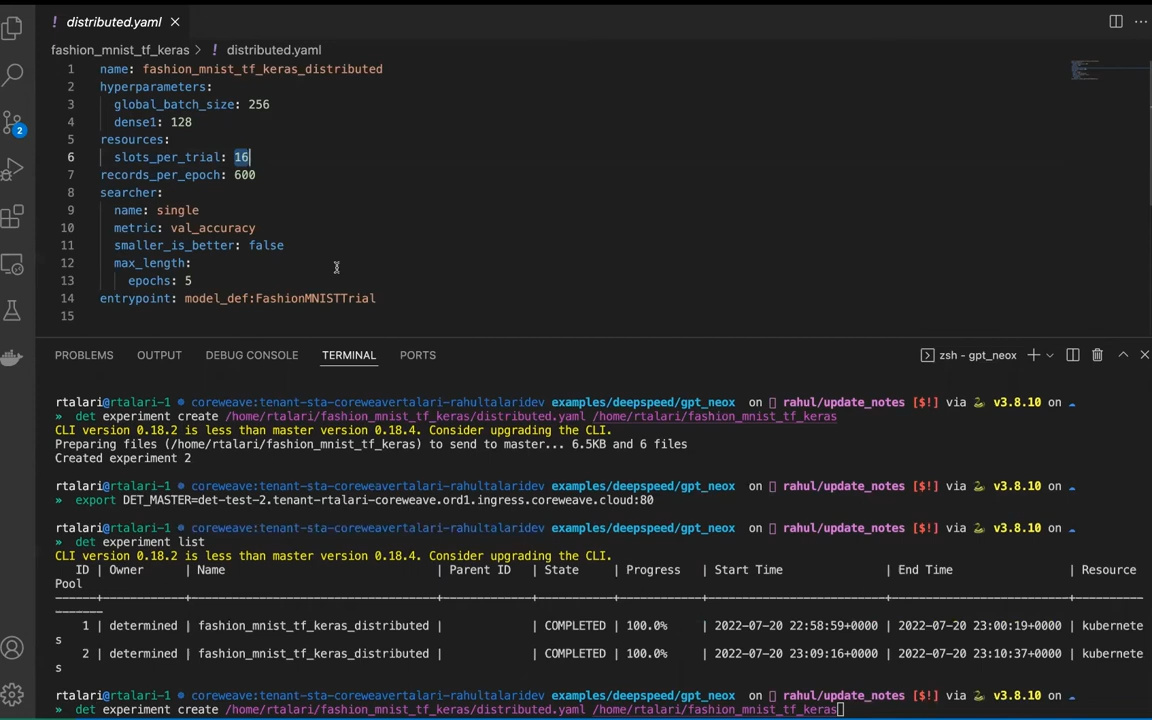 ! distributed.yaml ×
fashion_mnist_tf_keras > ! distributed.yaml
1 name: fashion_mnist_tf_keras_distributed
2 hyperparameters:
3 global_batch_size: 256
4 dense1: 128
5 resources:
6 slots_per_trial: 16
7 records_per_epoch: 600
8 searcher:
9 name: single
10 metric: val_accuracy
11 smaller_is_better: false
12 max_length:
13 epochs: 5
14 entrypoint: model_def:FashionMNISTTrial
15
2
PROBLEMS OUTPUT DEBUG CONSOLE TERMINAL PORTS zsh - gpt_neox
rtalari@rtalari-1 coreweave:tenant-sta-coreweavertalari-rahultalaridev examples/deepspeed/gpt_neox on rahul/update_notes [$!] via v3.8.10 on
» det experiment create /home/rtalari/fashion_mnist_tf_keras/distributed.yaml /home/rtalari/fashion_mnist_tf_keras
CLI version 0.18.2 is less than master version 0.18.4. Consider upgrading the CLI.
Preparing files (/home/rtalari/fashion_mnist_tf_keras) to send to master... 6.5KB and 6 files
Created experiment 2
rtalari@rtalari-1 coreweave:tenant-sta-coreweavertalari-rahultalaridev examples/deepspeed/gpt_neox on rahul/update_notes [$!] via v3.8.10 on
» export DET_MASTER=det-test-2.tenant-rtalari-coreweave.ord1.ingress.coreweave.cloud:80
rtalari@rtalari-1 coreweave:tenant-sta-coreweavertalari-rahultalaridev examples/deepspeed/gpt_neox on rahul/update_notes [$!] via v3.8.10 on
» det experiment list
CLI version 0.18.2 is less than master version 0.18.4. Consider upgrading the CLI.
ID | Owner | Name | Parent ID | State | Progress | Start Time | End Time | Resource
Pool
1 | determined | fashion_mnist_tf_keras_distributed | | COMPLETED | 100.0% | 2022-07-20 22:58:59+0000 | 2022-07-20 23:00:19+0000 | kubernete
s
2 | determined | fashion_mnist_tf_keras_distributed | | COMPLETED | 100.0% | 2022-07-20 23:09:16+0000 | 2022-07-20 23:10:37+0000 | kubernete
s
rtalari@rtalari-1 coreweave:tenant-sta-coreweavertalari-rahultalaridev examples/deepspeed/gpt_neox on rahul/update_notes [$!] via v3.8.10 on
» det experiment create /home/rtalari/fashion_mnist_tf_keras/distributed.yaml /home/rtalari/fashion_mnist_tf_keras